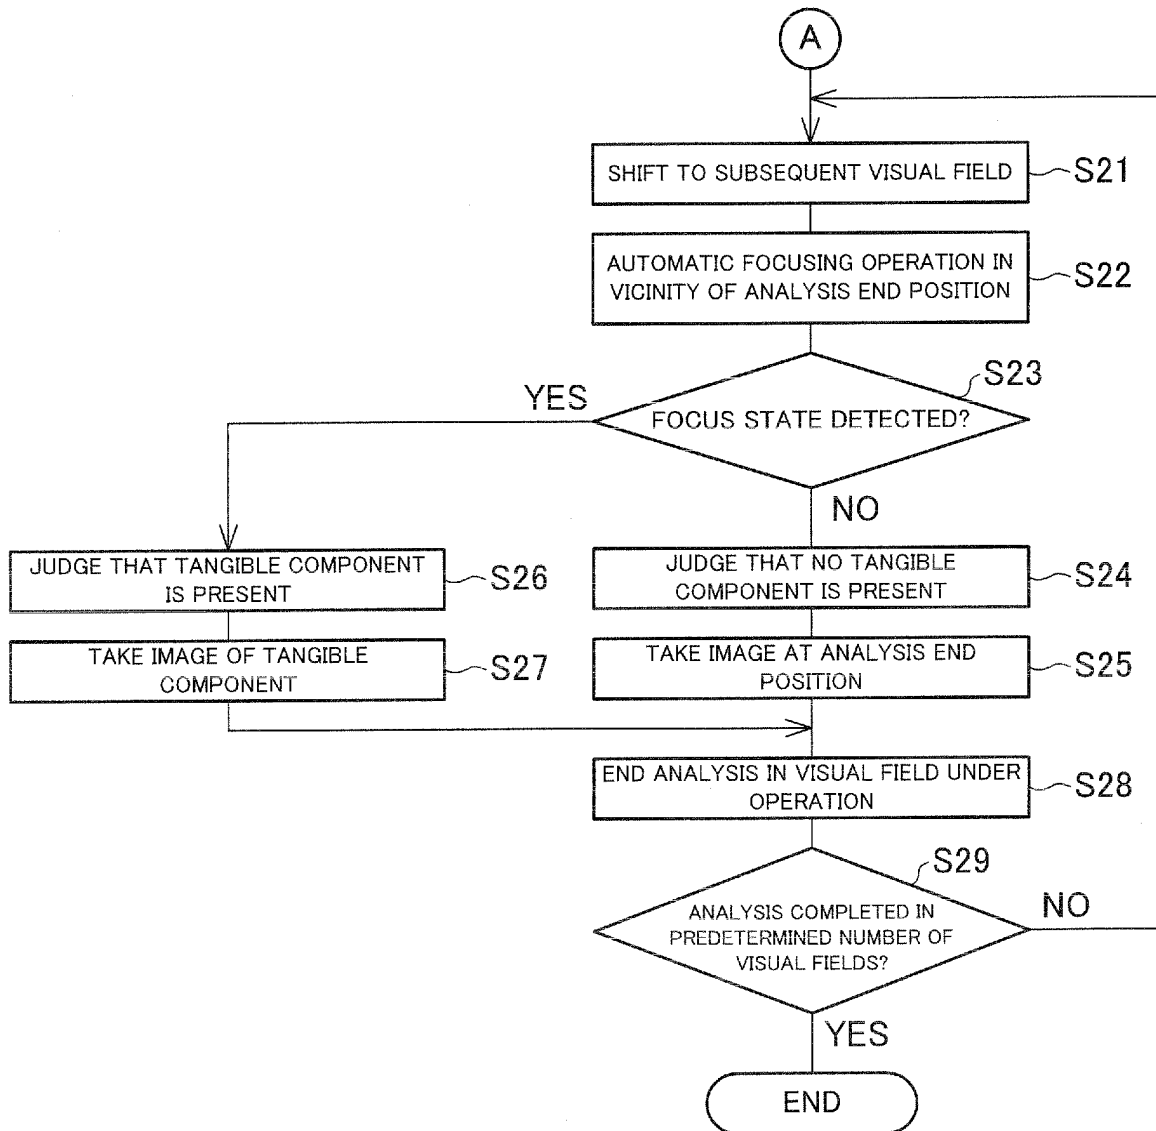 A
SHIFT TO SUBSEQUENT VISUAL FIELD
S21
AUTOMATIC FOCUSING OPERATION IN
VICINITY OF ANALYSIS END POSITION
S22
S23
FOCUS STATE DETECTED?
YES
NO
JUDGE THAT TANGIBLE COMPONENT
IS PRESENT
S26
JUDGE THAT NO TANGIBLE
COMPONENT IS PRESENT
S24
TAKE IMAGE OF TANGIBLE
COMPONENT
S27
TAKE IMAGE AT ANALYSIS END
POSITION
S25
END ANALYSIS IN VISUAL FIELD UNDER
OPERATION
S28
S29
ANALYSIS COMPLETED IN
PREDETERMINED NUMBER OF
VISUAL FIELDS?
NO
YES
END